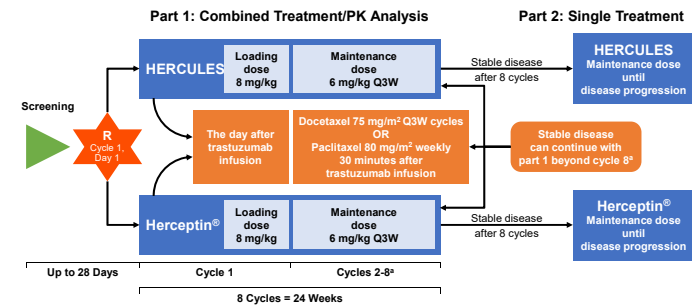 Part 1: Combined Treatment/PK Analysis
Part 2: Single Treatment
Screening
R
Cycle 1,
Day 1
HERCULES
Loading
dose
8 mg/kg
Maintenance
dose
6 mg/kg Q3W
Stable disease
after 8 cycles
HERCULES
Maintenance dose
until
disease progression
The day after
trastuzumab
infusion
Docetaxel 75 mg/m² Q3W cycles
OR
Paclitaxel 80 mg/m² weekly
30 minutes after
trastuzumab infusion
Stable disease
can continue with
part 1 beyond cycle 8ᵃ
Herceptin®
Loading
dose
8 mg/kg
Maintenance
dose
6 mg/kg Q3W
Stable disease
after 8 cycles
Herceptin®
Maintenance dose
until
disease progression
Up to 28 Days
Cycle 1
Cycles 2-8ᵃ
8 Cycles = 24 Weeks